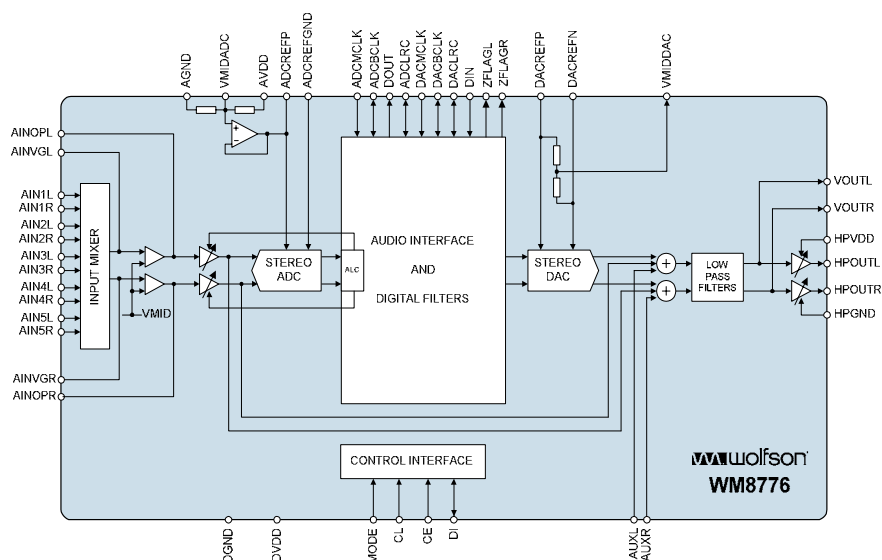 AGND
VMIDADC
AVDD
ADCREFP
ADCREFGND
ADCMCLK
ADCBCLK
DOUT
ADCLRC
DACMCLK
DACBCLK
DACLRC
DIN
ZFLAGL
ZFLAGR
DACREFP
DACREFN
VMIDDAC
AINOPL
AINVGL
AIN1L
AIN1R
AIN2L
AIN2R
AIN3L
AIN3R
AIN4L
AIN4R
AIN5L
AIN5R
AINVGR
AINOPR
INPUT MIXER
+
−
VMID
STEREO
ADC
ALC
AUDIO INTERFACE
AND
DIGITAL FILTERS
STEREO
DAC
+
+
LOW
PASS
FILTERS
VOUTL
VOUTR
HPVDD
HPOUTL
HPOUTR
HPGND
CONTROL INTERFACE
wolfson
WM8776
DGND
DVDD
MODE
CL
CE
DI
AUXL
AUXR